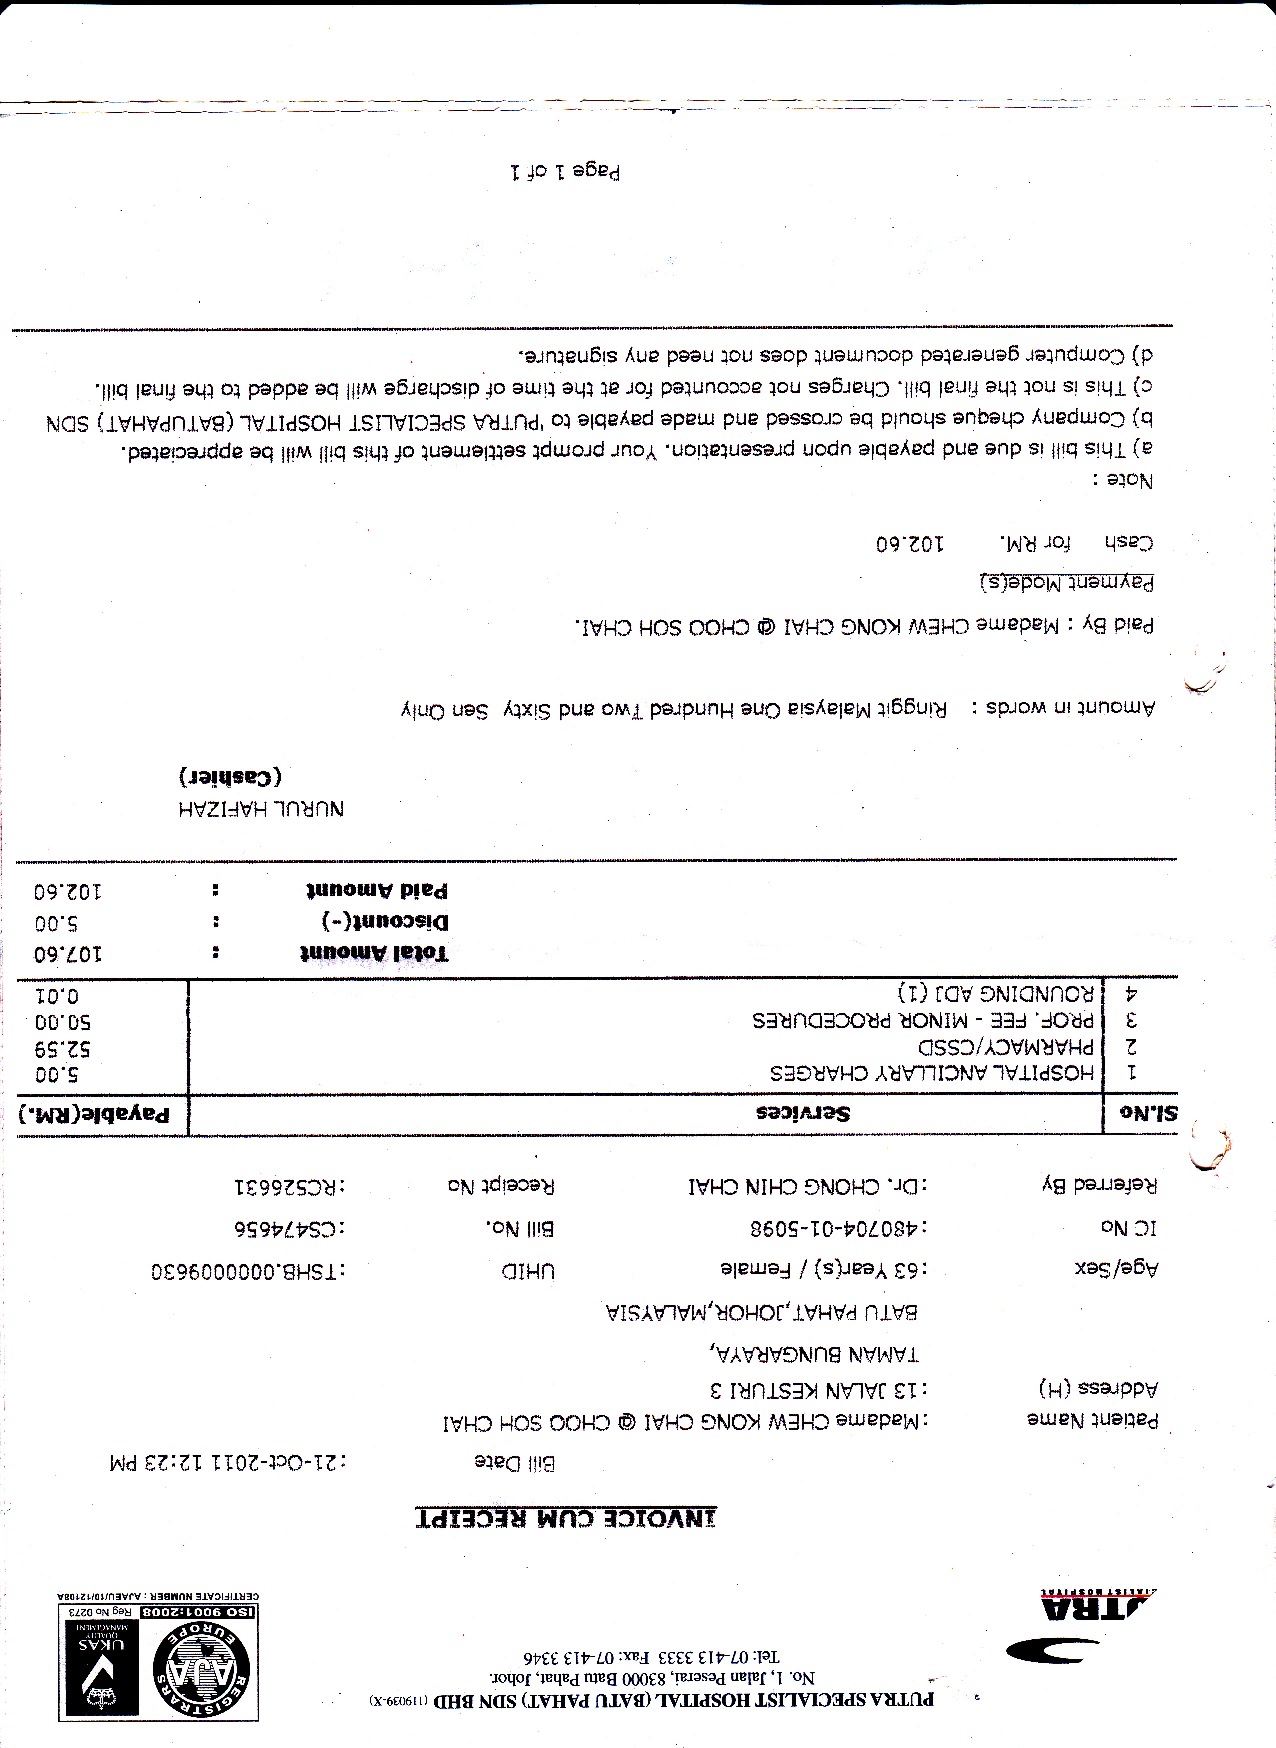 PUTRA SPECIALIST HOSPITAL (BATU PAHAT) SDN BHD (119039-X)
No. 1, Jalan Peserai, 83000 Batu Pahat, Johor.
Tel: 07-413 3333 Fax: 07-413 3346
TRA
REGISTRARS AJA EUROPE
UKAS
QUALITY
MANAGEMENT
ISO 9001:2008 Reg No 0273
CERTIFICATE NUMBER : AJAEU/10/12108A
INVOICE CUM RECEIPT
Bill Date :21-Oct-2011 12:23 PM
Patient Name :Madame CHEW KONG CHAI @ CHOO SOH CHAI
Address (H) :13 JALAN KESTURI 3
TAMAN BUNGARAYA,
BATU PAHAT,JOHOR,MALAYSIA
Age/Sex :63 Year(s) / Female UHID :TSHB.0000009630
IC No :480704-01-5098 Bill No. :CS474656
Referred By :Dr. CHONG CHIN CHAI Receipt No :RCS26631
Sl.No Services Payable(RM.)
1 HOSPITAL ANCILLARY CHARGES 5.00
2 PHARMACY/CSSD 52.59
3 PROF. FEE - MINOR PROCEDURES 50.00
4 ROUNDING ADJ (1) 0.01
Total Amount : 107.60
Discount(-) : 5.00
Paid Amount : 102.60
NURUL HAFIZAH
(Cashier)
Amount in words : Ringgit Malaysia One Hundred Two and Sixty Sen Only
Paid By : Madame CHEW KONG CHAI @ CHOO SOH CHAI.
Payment Mode(s)
Cash for RM. 102.60
Note :
a) This bill is due and payable upon presentation. Your prompt settlement of this bill will be appreciated.
b) Company cheque should be crossed and made payable to 'PUTRA SPECIALIST HOSPITAL (BATUPAHAT) SDN
c) This is not the final bill. Charges not accounted for at the time of discharge will be added to the final bill.
d) Computer generated document does not need any signature.
Page 1 of 1